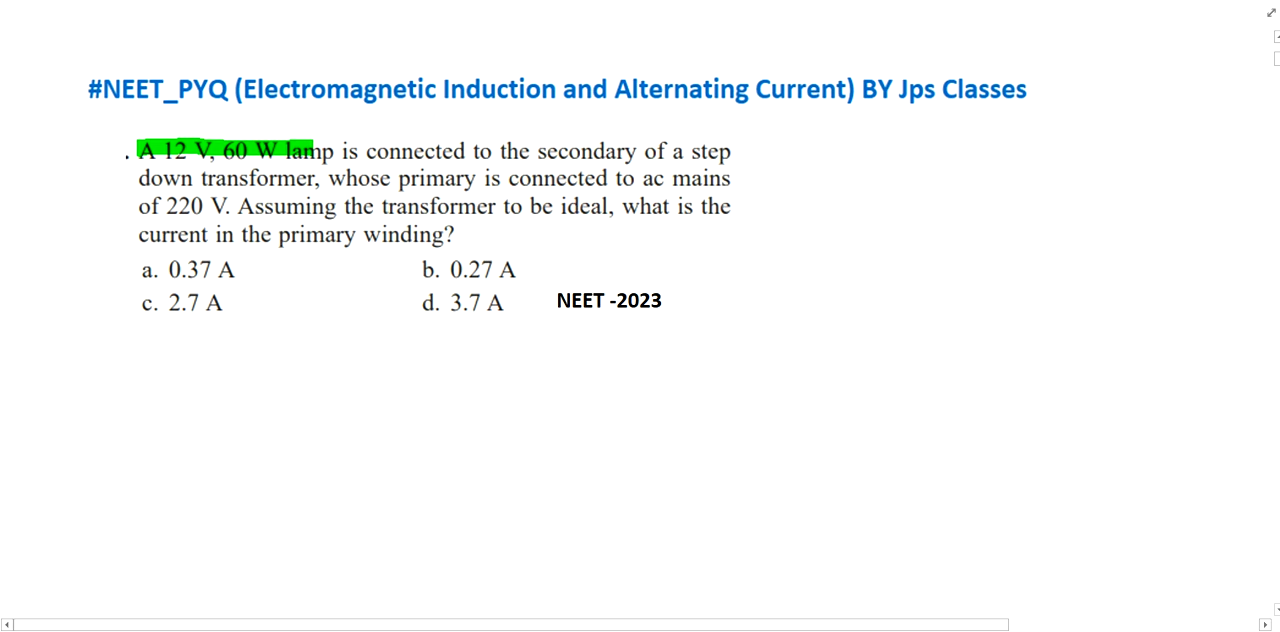 #NEET_PYQ (Electromagnetic Induction and Alternating Current) BY Jps Classes
. A 12 V, 60 W lamp is connected to the secondary of a step
down transformer, whose primary is connected to ac mains
of 220 V. Assuming the transformer to be ideal, what is the
current in the primary winding?
a. 0.37 A b. 0.27 A
c. 2.7 A d. 3.7 A NEET -2023